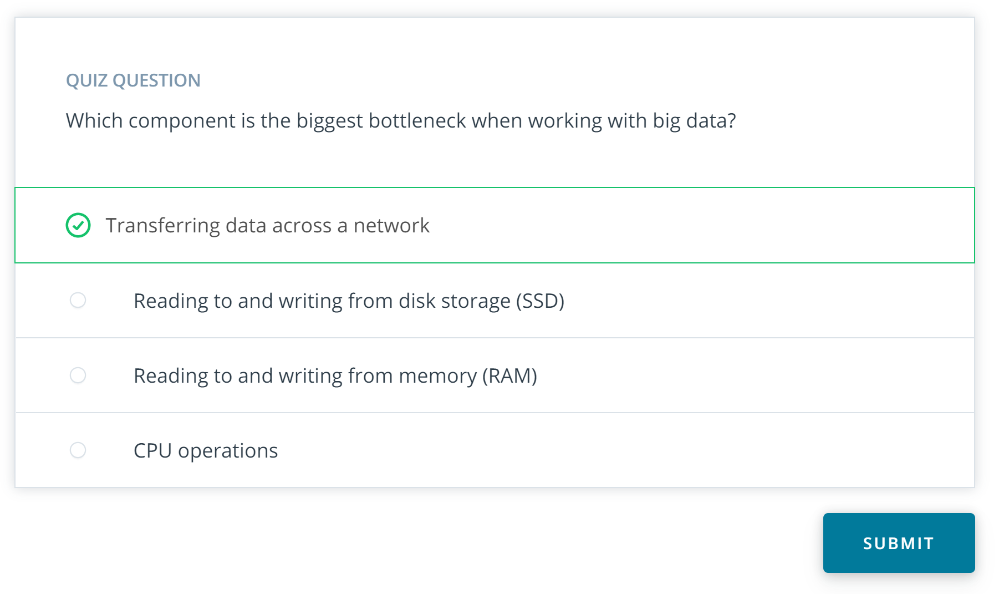 QUIZ QUESTION
Which component is the biggest bottleneck when working with big data?
Transferring data across a network
Reading to and writing from disk storage (SSD)
Reading to and writing from memory (RAM)
CPU operations
SUBMIT